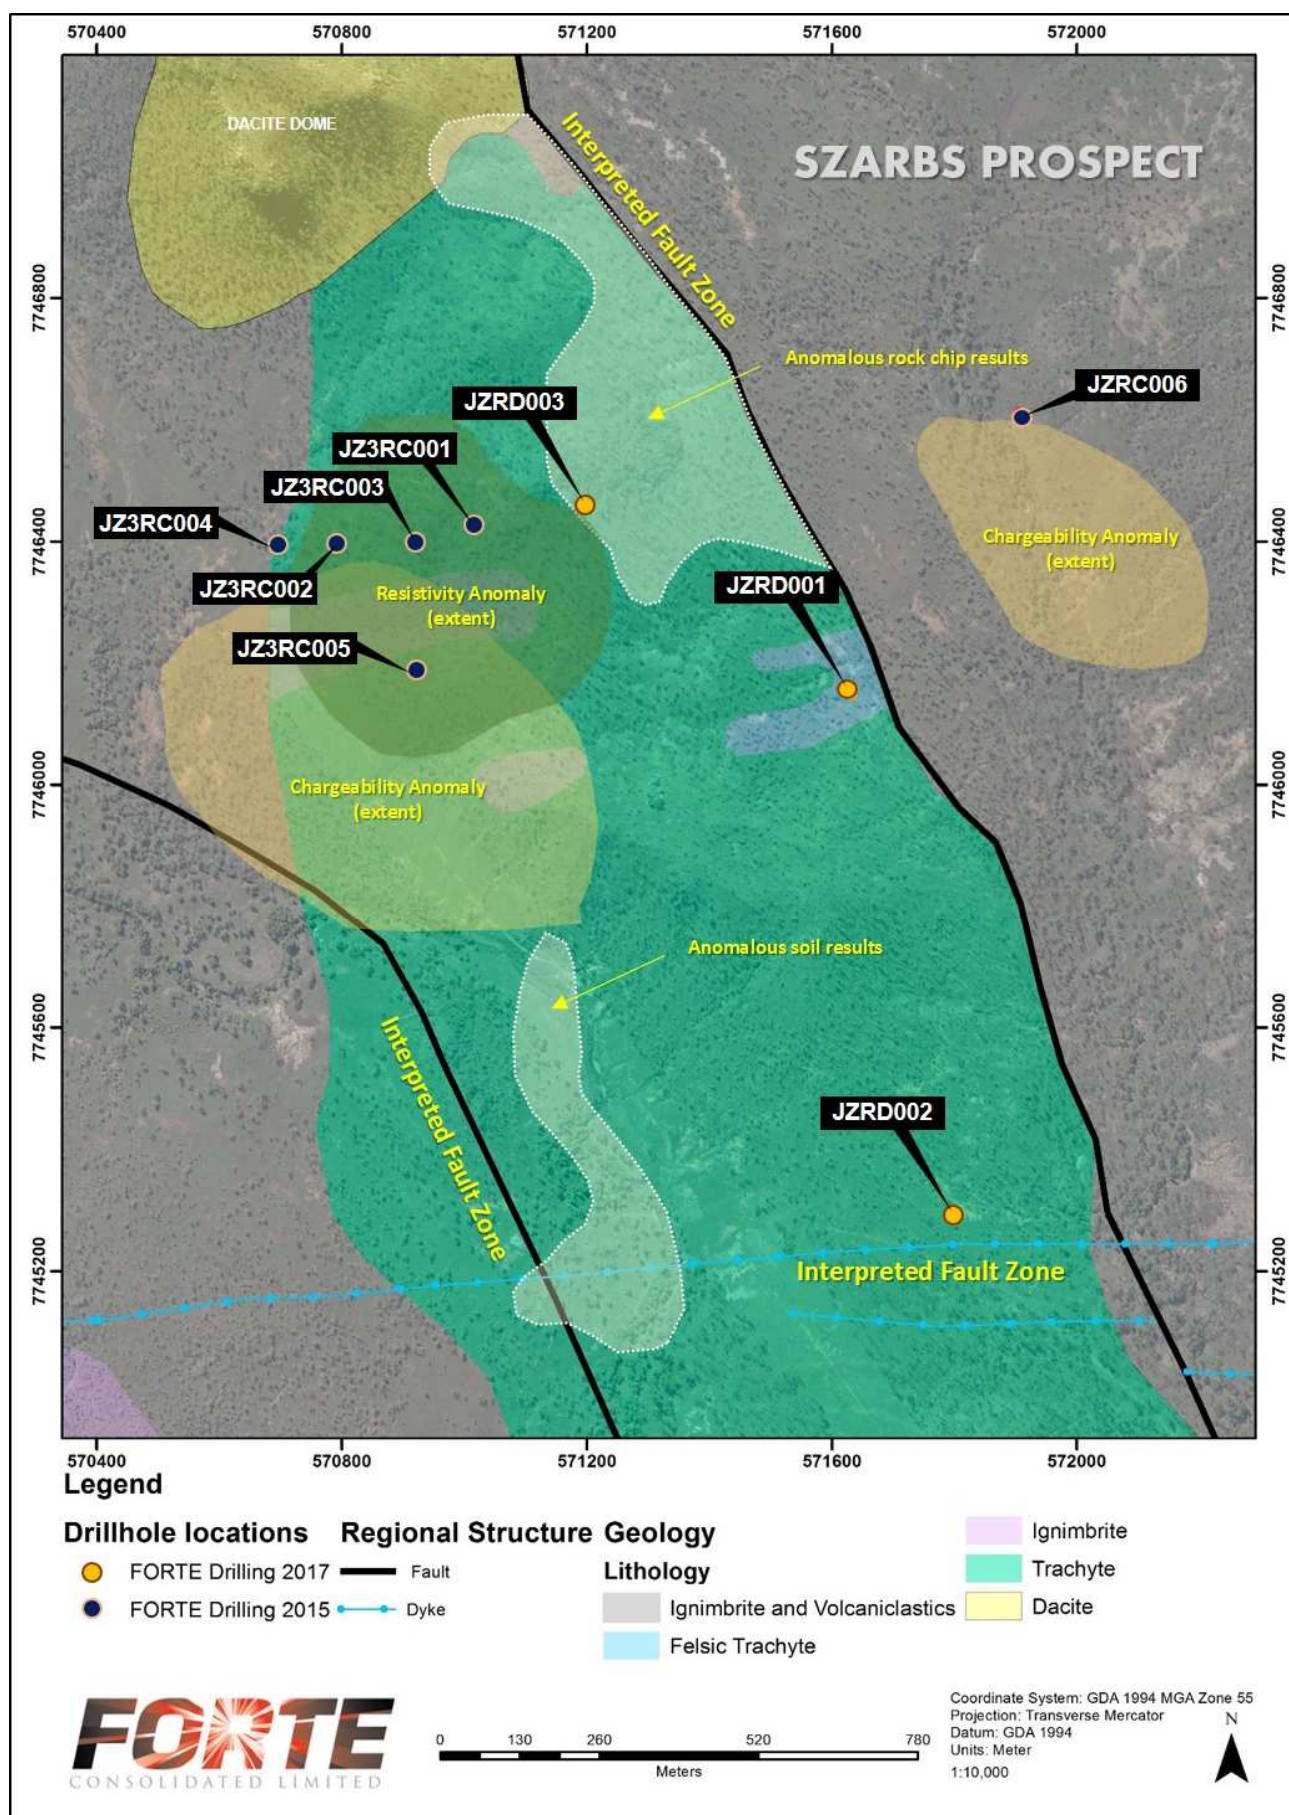 570400 570800 571200 571600 572000
DACITE DOME
SZARBS PROSPECT
Interpreted Fault Zone
7746800
7746800
Anomalous rock chip results
JZRD003
JZRC006
JZ3RC001
JZ3RC003
JZ3RC004
7746400
7746400
Chargeability Anomaly
(extent)
JZ3RC002
Resistivity Anomaly
(extent)
JZRD001
JZ3RC005
7746000
7746000
Chargeability Anomaly
(extent)
Anomalous soil results
7745600
7745600
Interpreted Fault Zone
JZRD002
7745200
7745200
Interpreted Fault Zone
570400 570800 571200 571600 572000
Legend
Drillhole locations
FORTE Drilling 2017
FORTE Drilling 2015
Regional Structure
Fault
Dyke
Geology
Lithology
Ignimbrite and Volcaniclastics
Felsic Trachyte
Ignimbrite
Trachyte
Dacite
FORTE
CONSOLIDATED LIMITED
0 130 260 520 780
Meters
Coordinate System: GDA 1994 MGA Zone 55
Projection: Transverse Mercator
Datum: GDA 1994
Units: Meter
1:10,000
N